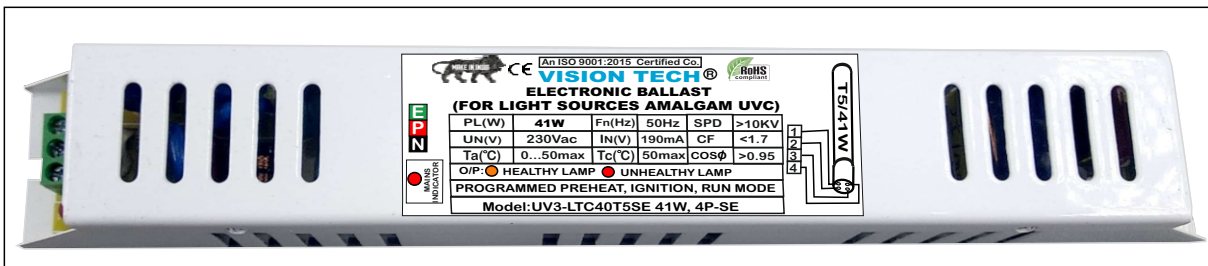 MAKE IN INDIA
CE An ISO 9001:2015 Certified Co.
VISION TECH®
RoHS
compliant
ELECTRONIC BALLAST
(FOR LIGHT SOURCES AMALGAM UVC)
E
P
N
PL(W) 41W Fn(Hz) 50Hz SPD >10KV
UN(V) 230Vac IN(V) 190mA CF <1.7
Ta(℃) 0...50max Tc(℃) 50max COSϕ >0.95
O/P: HEALTHY LAMP UNHEALTHY LAMP
PROGRAMMED PREHEAT, IGNITION, RUN MODE
Model:UV3-LTC40T5SE 41W, 4P-SE
MAINS
INDICATOR
1
2
3
4
T5/41W